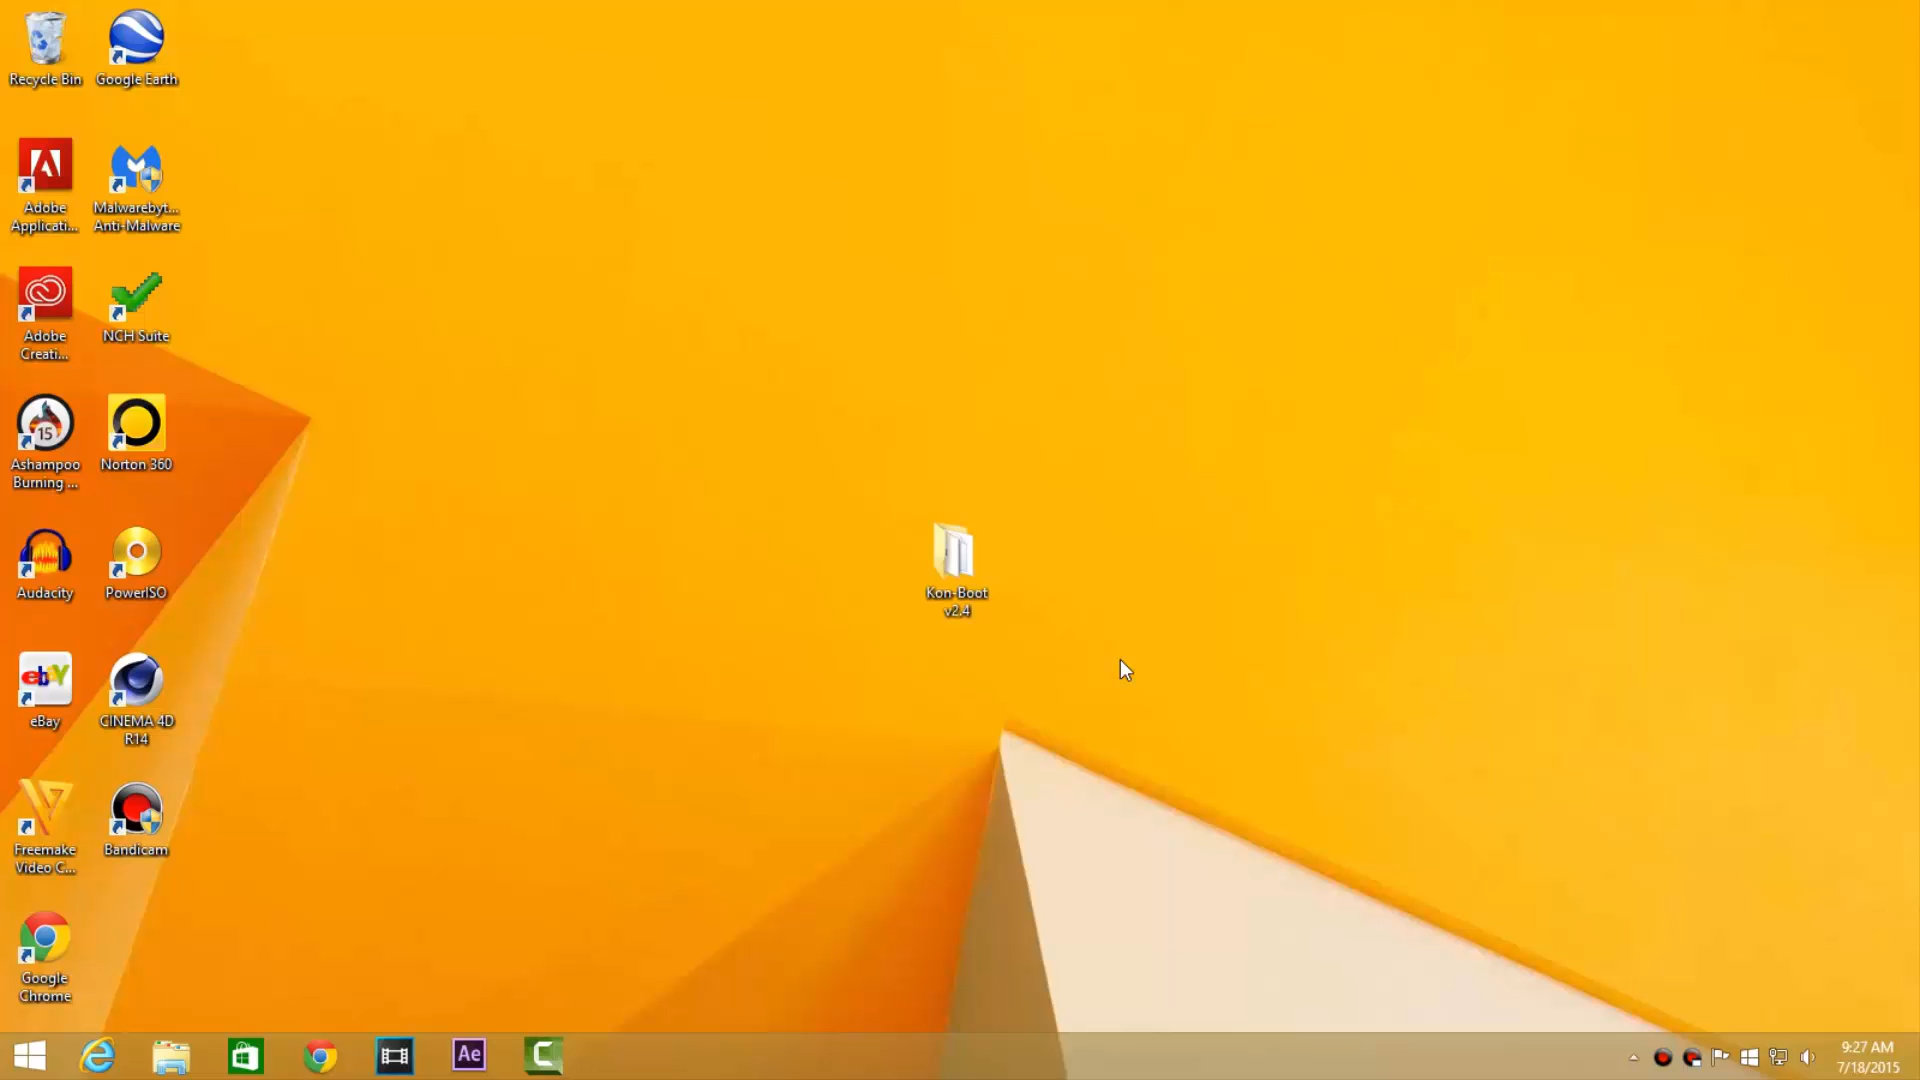 Recycle Bin
Google Earth
Adobe
Applicati...
Malwarebyt...
Anti-Malware
Adobe
Creati...
NCH Suite
15
Ashampoo
Burning ...
Norton 360
Audacity
PowerISO
ebY
eBay
CINEMA 4D
R14
Freemake
Video C...
Bandicam
Google
Chrome
Kon-Boot
v2.4
Ae
9:27 AM
7/18/2015